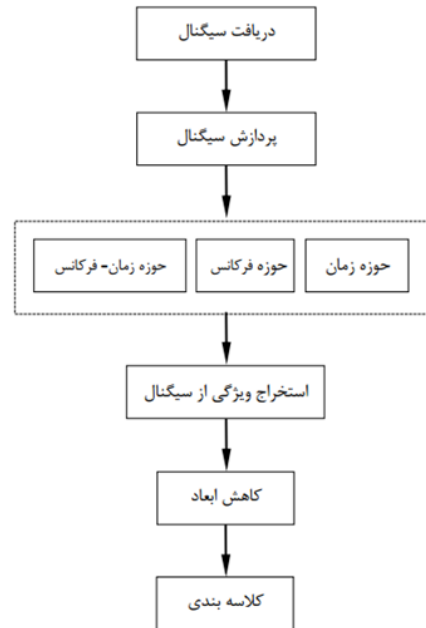 دریافت سیگنال
پردازش سیگنال
حوزه زمان
حوزه فرکانس
حوزه زمان- فرکانس
استخراج ویژگی از سیگنال
کاهش ابعاد
کلاسه بندی